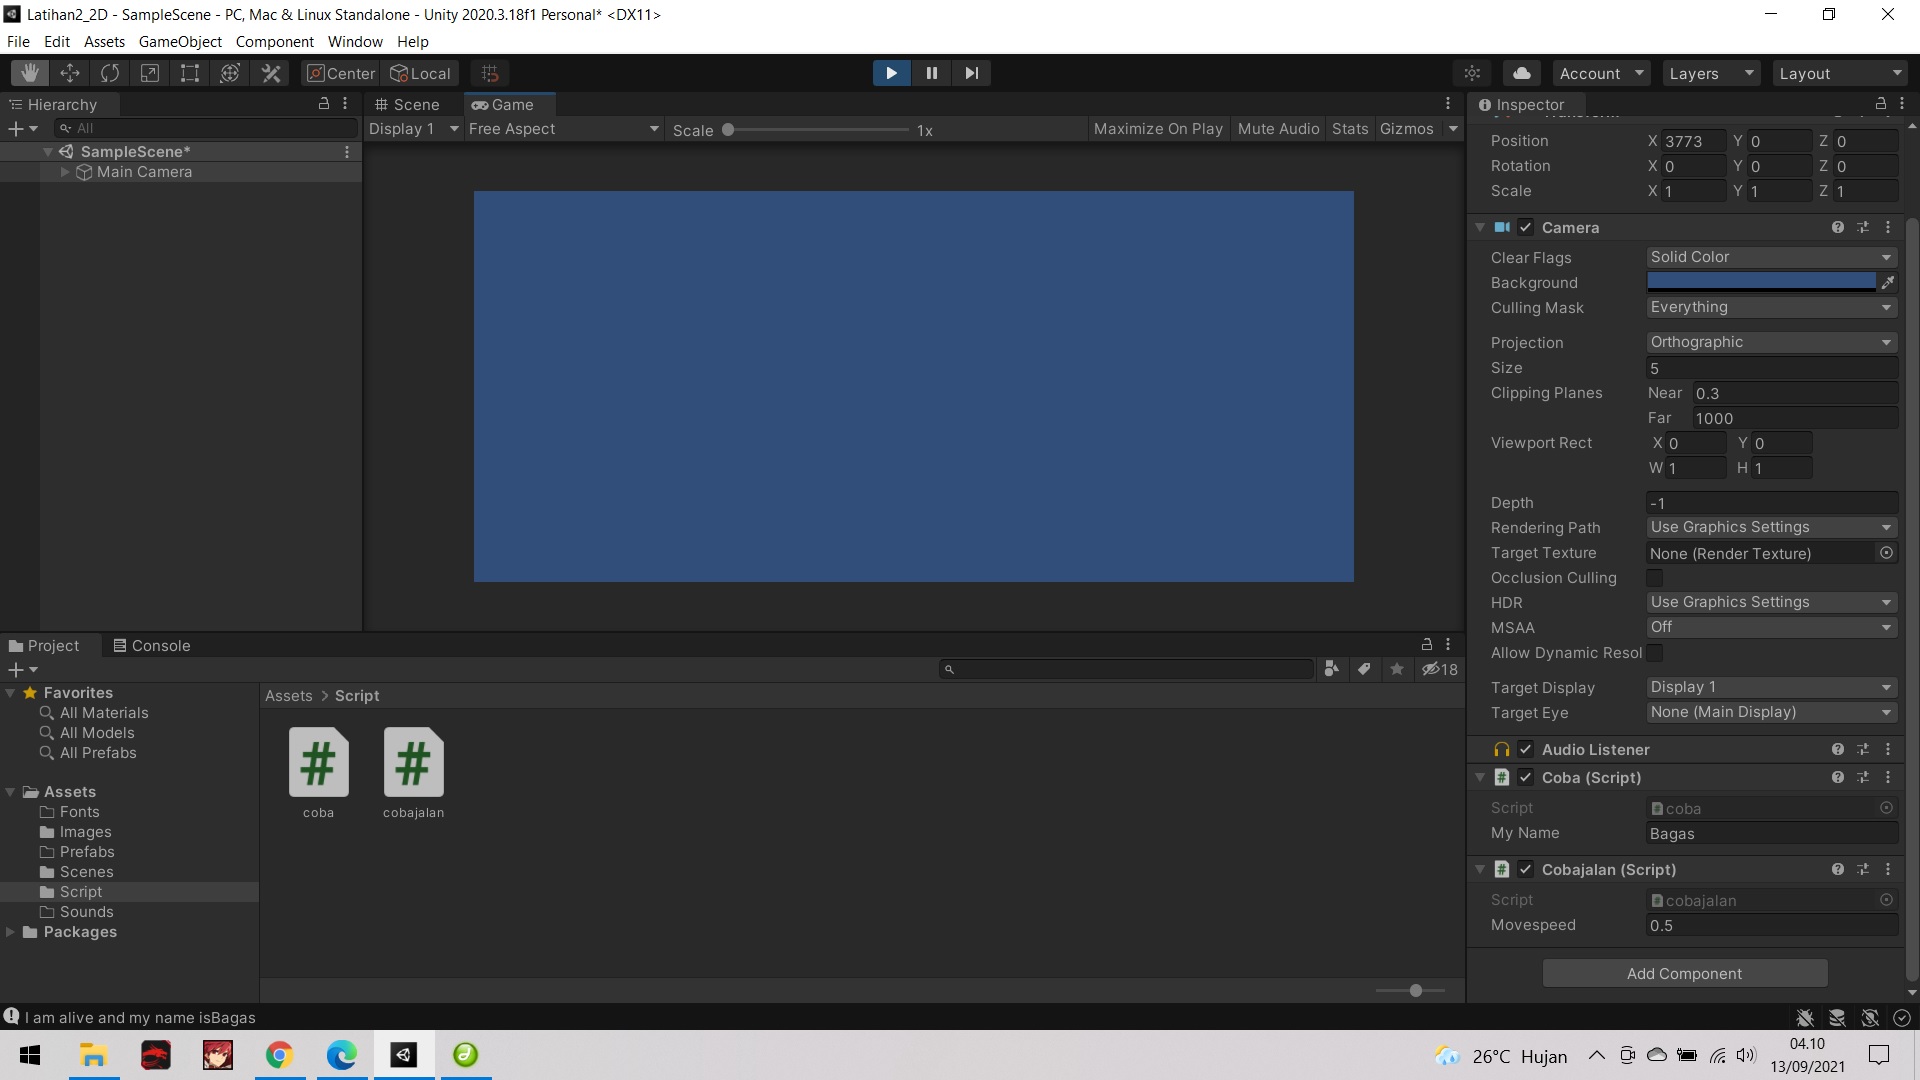 Latihan2_2D - SampleScene - PC, Mac & Linux Standalone - Unity 2020.3.18f1 Personal* <DX11>
File Edit Assets GameObject Component Window Help
Center Local Account Layers Layout
Hierarchy
All
SampleScene*
Main Camera
Scene Game
Display 1 Free Aspect Scale 1x Maximize On Play Mute Audio Stats Gizmos
Inspector
Position X 3773 Y 0 Z 0
Rotation X 0 Y 0 Z 0
Scale X 1 Y 1 Z 1
Camera
Clear Flags Solid Color
Background
Culling Mask Everything
Projection Orthographic
Size 5
Clipping Planes Near 0.3
Far 1000
Viewport Rect X 0 Y 0
W 1 H 1
Depth -1
Rendering Path Use Graphics Settings
Target Texture None (Render Texture)
Occlusion Culling
HDR Use Graphics Settings
MSAA Off
Allow Dynamic Resol
Target Display Display 1
Target Eye None (Main Display)
Audio Listener
Coba (Script)
Script # coba
My Name Bagas
Cobajalan (Script)
Script # cobajalan
Movespeed 0.5
Add Component
Project Console
18
Favorites
All Materials
All Models
All Prefabs
Assets
Fonts
Images
Prefabs
Scenes
Script
Sounds
Packages
Assets > Script
# #
coba cobajalan
I am alive and my name isBagas
26°C Hujan
04.10
13/09/2021